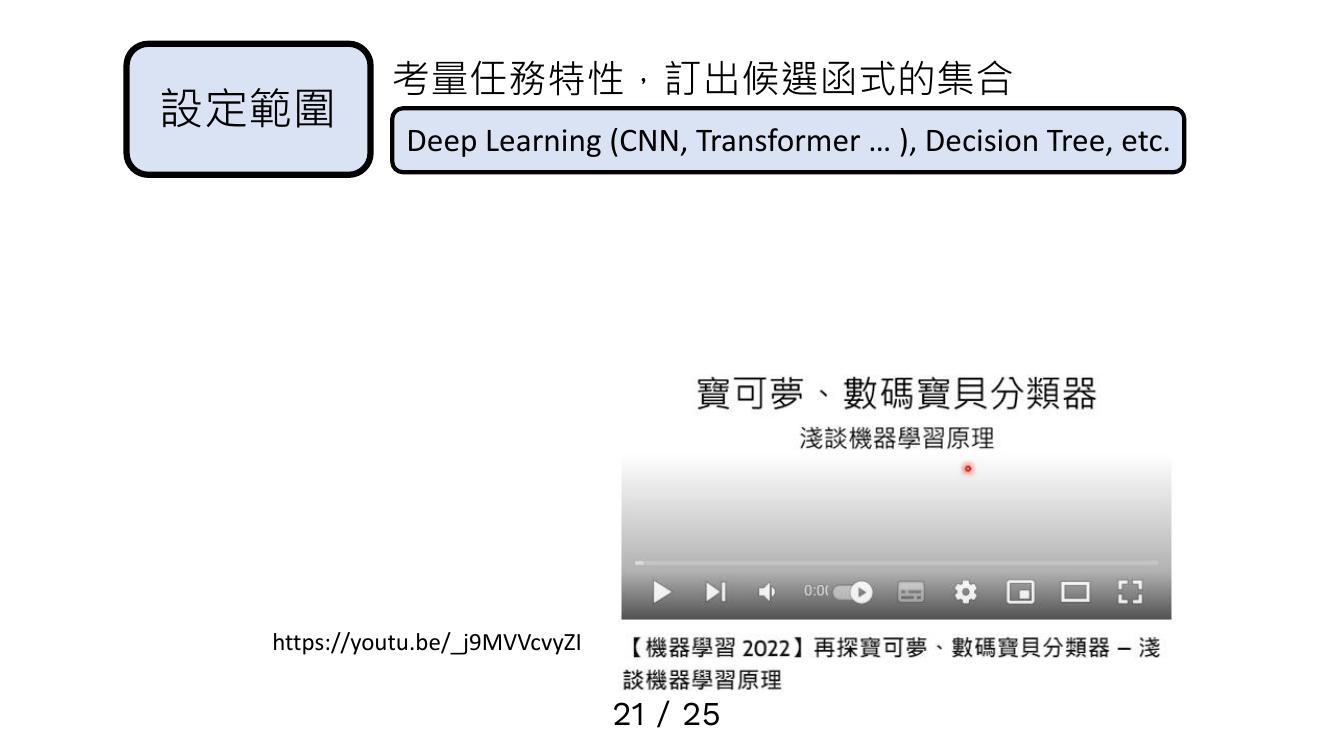 設定範圍
考量任務特性，訂出候選函式的集合
Deep Learning (CNN, Transformer … ), Decision Tree, etc.
寶可夢、數碼寶貝分類器
淺談機器學習原理
0:0(
https://youtu.be/_j9MVVcvyZI
【機器學習 2022】再探寶可夢、數碼寶貝分類器 — 淺
談機器學習原理
21 / 25